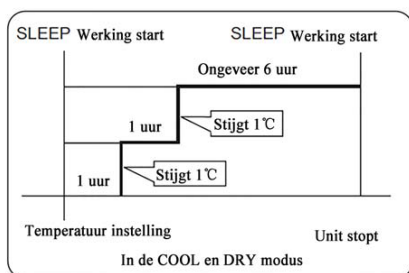 SLEEP Werking start
SLEEP Werking start
Ongeveer 6 uur
1 uur
Stijgt 1℃
1 uur
Stijgt 1℃
Temperatuur instelling
Unit stopt
In de COOL en DRY modus